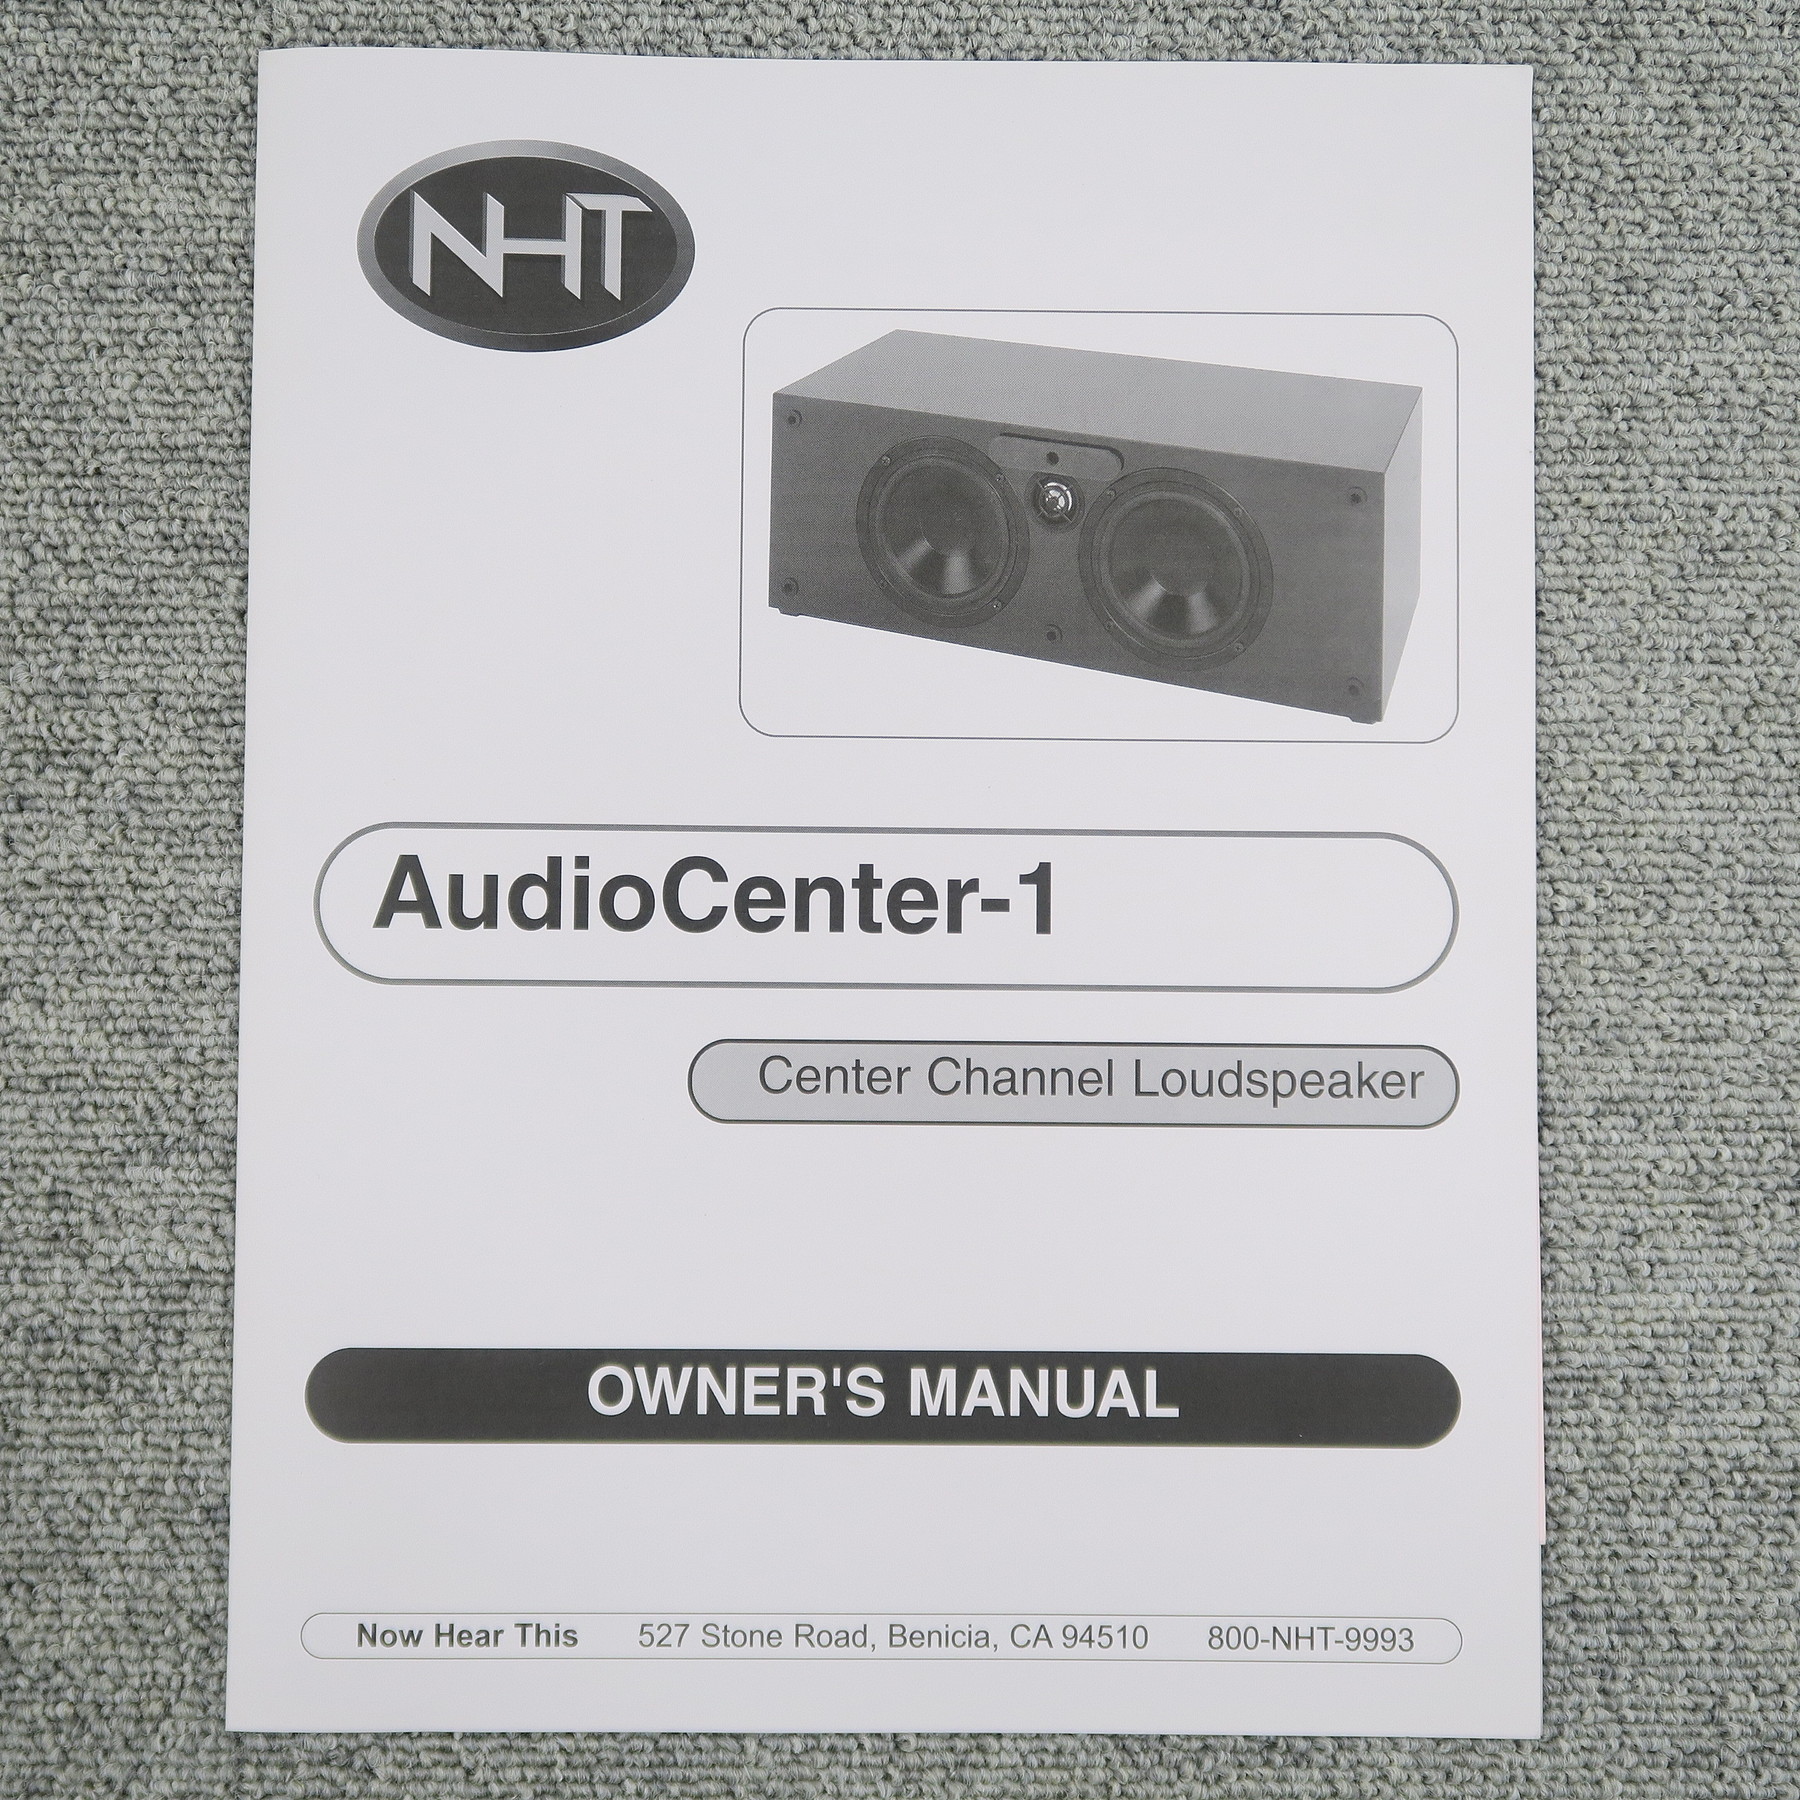 NHT
AudioCenter-1
Center Channel Loudspeaker
OWNER'S MANUAL
Now Hear This 527 Stone Road, Benicia, CA 94510 800-NHT-9993